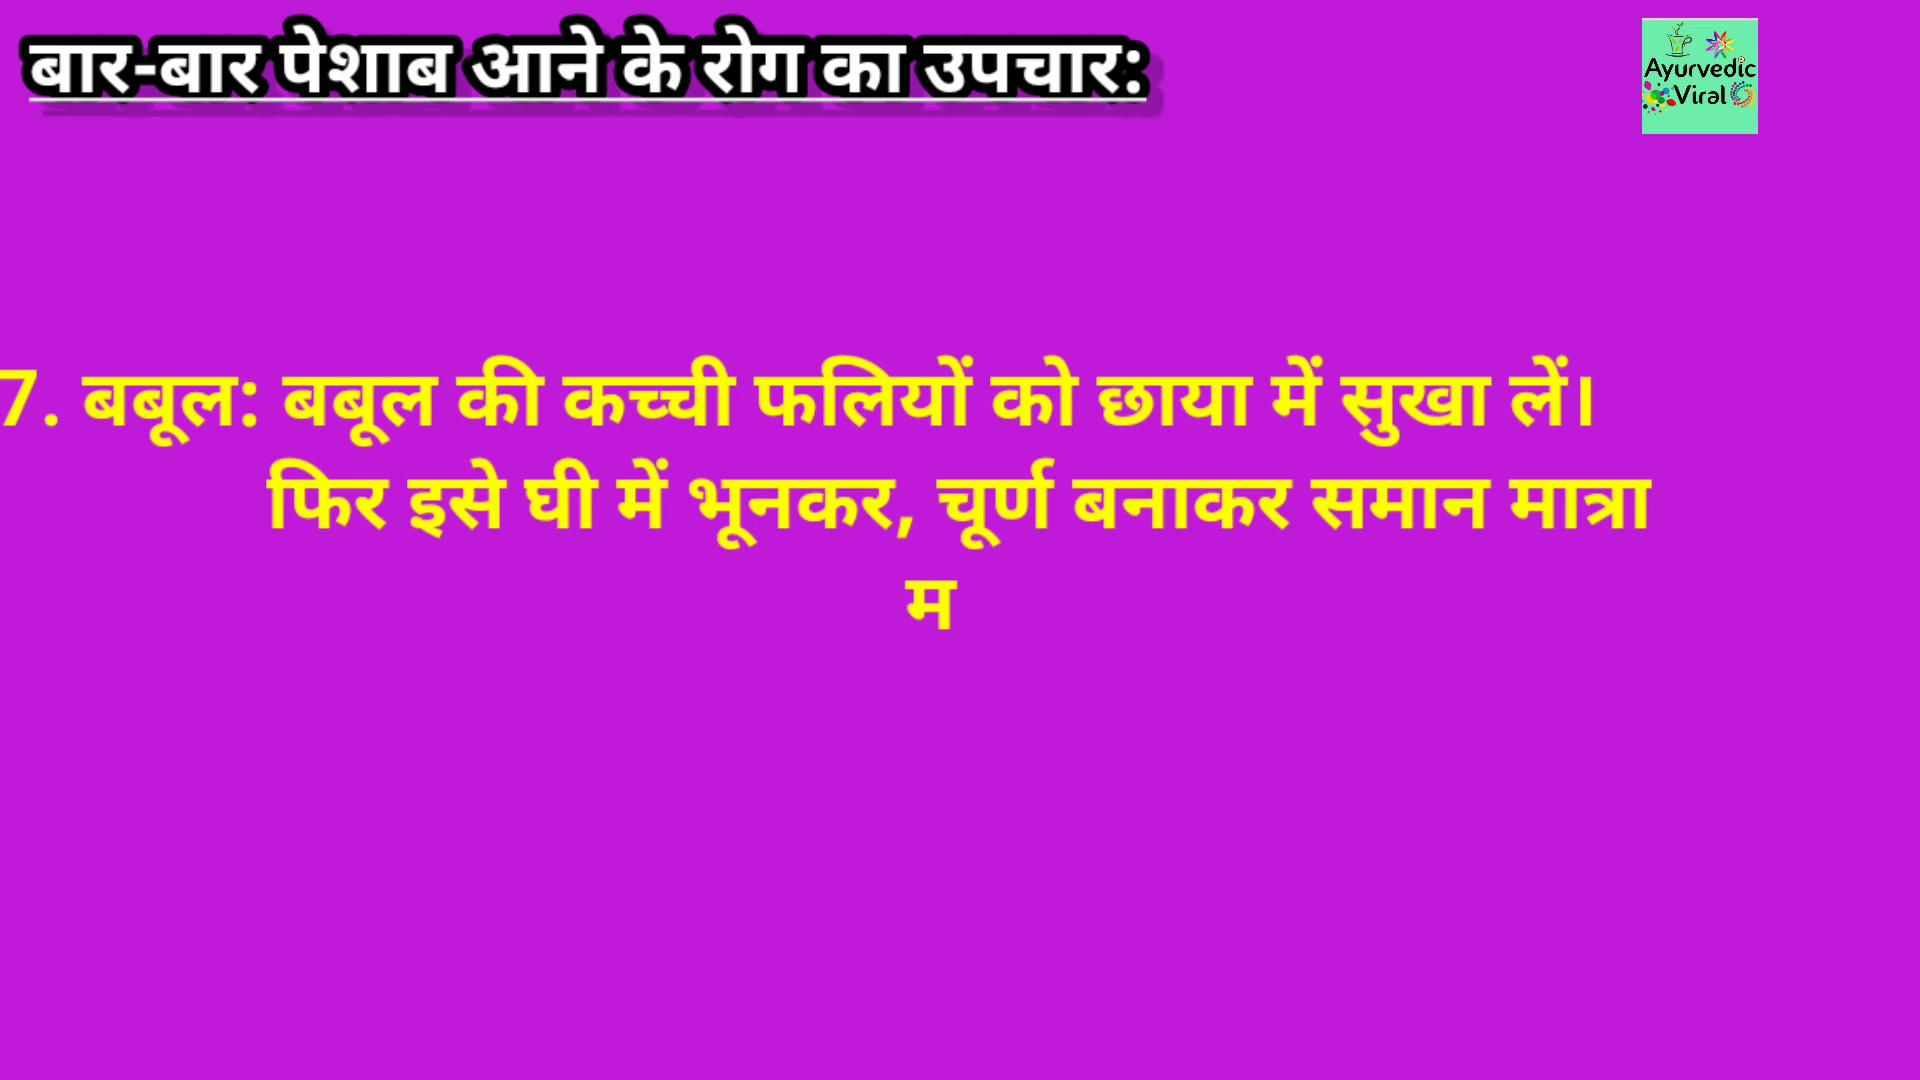 बार-बार पेशाब आने के रोग का उपचार:
Ayurvedic
Viral
7. बबूल: बबूल की कच्ची फलियों को छाया में सुखा लें।
फिर इसे घी में भूनकर, चूर्ण बनाकर समान मात्रा
म